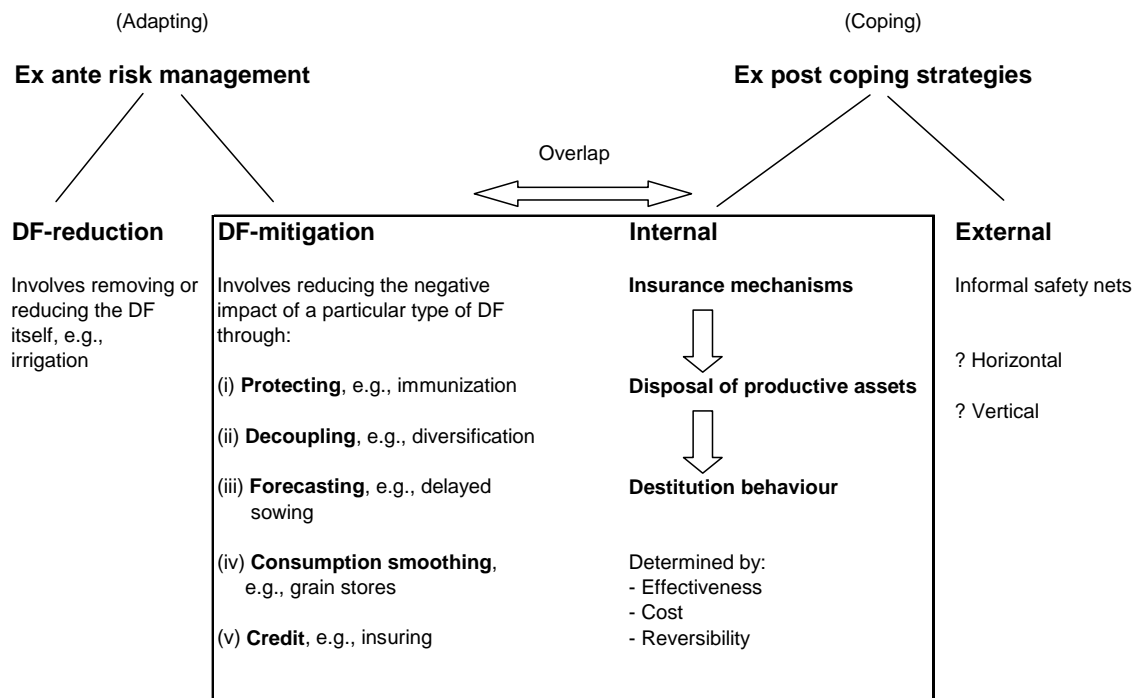 (Adapting)
(Coping)
Ex ante risk management
Ex post coping strategies
Overlap
DF-reduction
Involves removing or
reducing the DF
itself, e.g.,
irrigation
DF-mitigation
Involves reducing the negative
impact of a particular type of DF
through:
(i) Protecting, e.g., immunization
(ii) Decoupling, e.g., diversification
(iii) Forecasting, e.g., delayed
sowing
(iv) Consumption smoothing,
e.g., grain stores
(v) Credit, e.g., insuring
Internal
Insurance mechanisms
Disposal of productive assets
Destitution behaviour
Determined by:
- Effectiveness
- Cost
- Reversibility
External
Informal safety nets
? Horizontal
? Vertical